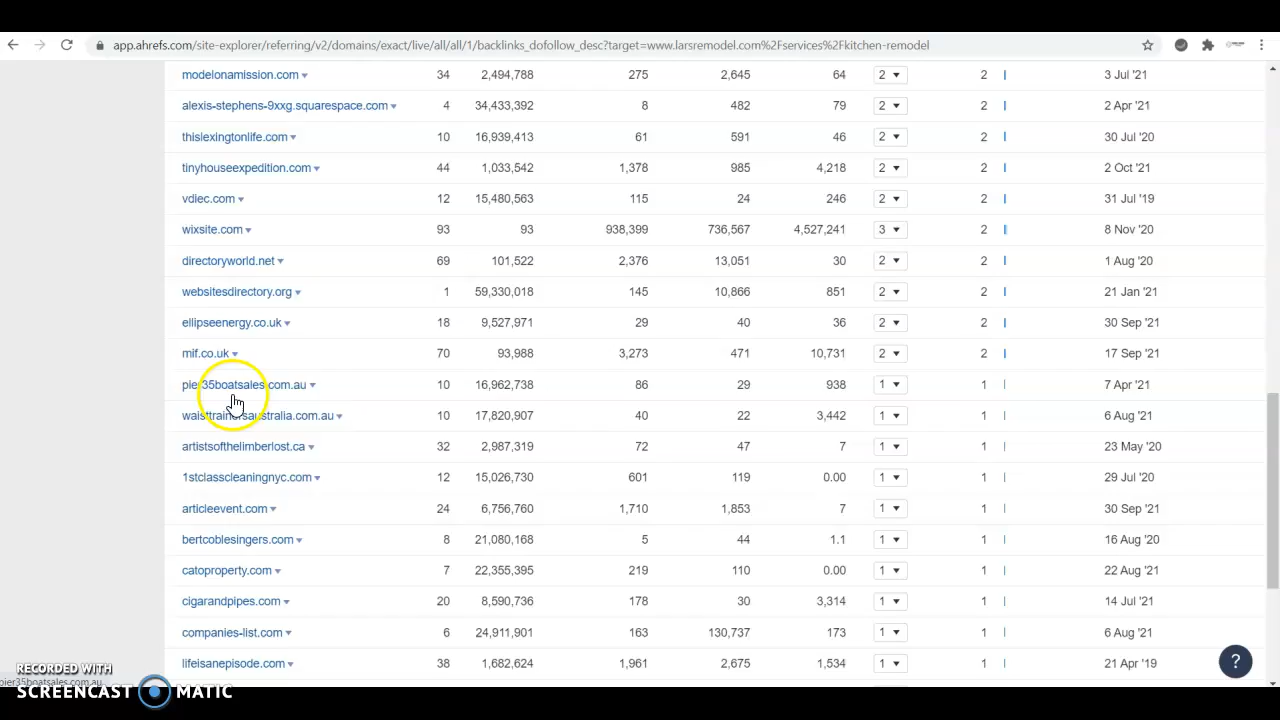 app.ahrefs.com/site-explorer/referring/v2/domains/exact/live/all/all/1/backlinks_dofollow_desc?target=www.larsremodel.com%2Fservices%2Fkitchen-remodel
modelonamission.com 34 2,494,788 275 2,645 64 2 2 3 Jul '21
alexis-stephens-9xxg.squarespace.com 4 34,433,392 8 482 79 2 2 2 Apr '21
thislexingtonlife.com 10 16,939,413 61 591 46 2 2 30 Jul '20
tinyhouseexpedition.com 44 1,033,542 1,378 985 4,218 2 2 2 Oct '21
vdiec.com 12 15,480,563 115 24 246 2 2 31 Jul '19
wixsite.com 93 93 938,399 736,567 4,527,241 3 2 8 Nov '20
directoryworld.net 69 101,522 2,376 13,051 30 2 2 1 Aug '20
websitesdirectory.org 1 59,330,018 145 10,866 851 2 2 21 Jan '21
ellipseenergy.co.uk 18 9,527,971 29 40 36 2 2 30 Sep '21
mif.co.uk 70 93,988 3,273 471 10,731 2 2 17 Sep '21
pier35boatsales.com.au 10 16,962,738 86 29 938 1 1 7 Apr '21
waisttrainersaustralia.com.au 10 17,820,907 40 22 3,442 1 1 6 Aug '21
artistsofthelimberlost.ca 32 2,987,319 72 47 7 1 1 23 May '20
1stclasscleaningnyc.com 12 15,026,730 601 119 0.00 1 1 29 Jul '20
articleevent.com 24 6,756,760 1,710 1,853 7 1 1 30 Sep '21
bertcoblesingers.com 8 21,080,168 5 44 1.1 1 1 16 Aug '20
catoproperty.com 7 22,355,395 219 110 0.00 1 1 22 Aug '21
cigarandpipes.com 20 8,590,736 178 30 3,314 1 1 14 Jul '21
companies-list.com 6 24,911,901 163 130,737 173 1 1 6 Aug '21
lifeisanepisode.com 38 1,682,624 1,961 2,675 1,534 1 1 21 Apr '19
?
RECORDED WITH
pier35boatsales.com.au
SCREENCAST MATIC